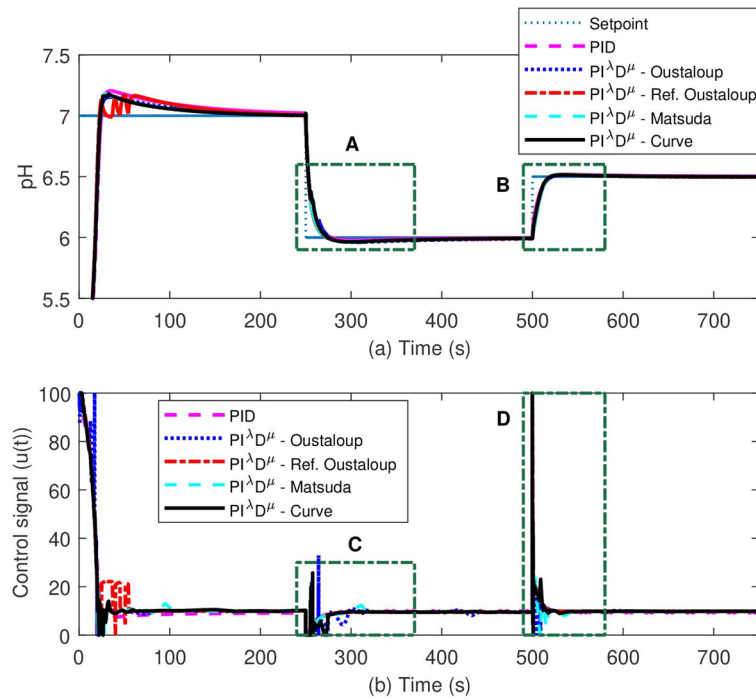 Setpoint
PID
PI^λD^μ - Oustaloup
PI^λD^μ - Ref. Oustaloup
PI^λD^μ - Matsuda
PI^λD^μ - Curve
7.5
7
6.5
6
5.5
pH
A
B
0 100 200 300 400 500 600 700
(a) Time (s)
100
80
60
40
20
0
Control signal (u(t))
PID
PI^λD^μ - Oustaloup
PI^λD^μ - Ref. Oustaloup
PI^λD^μ - Matsuda
PI^λD^μ - Curve
D
C
0 100 200 300 400 500 600 700
(b) Time (s)